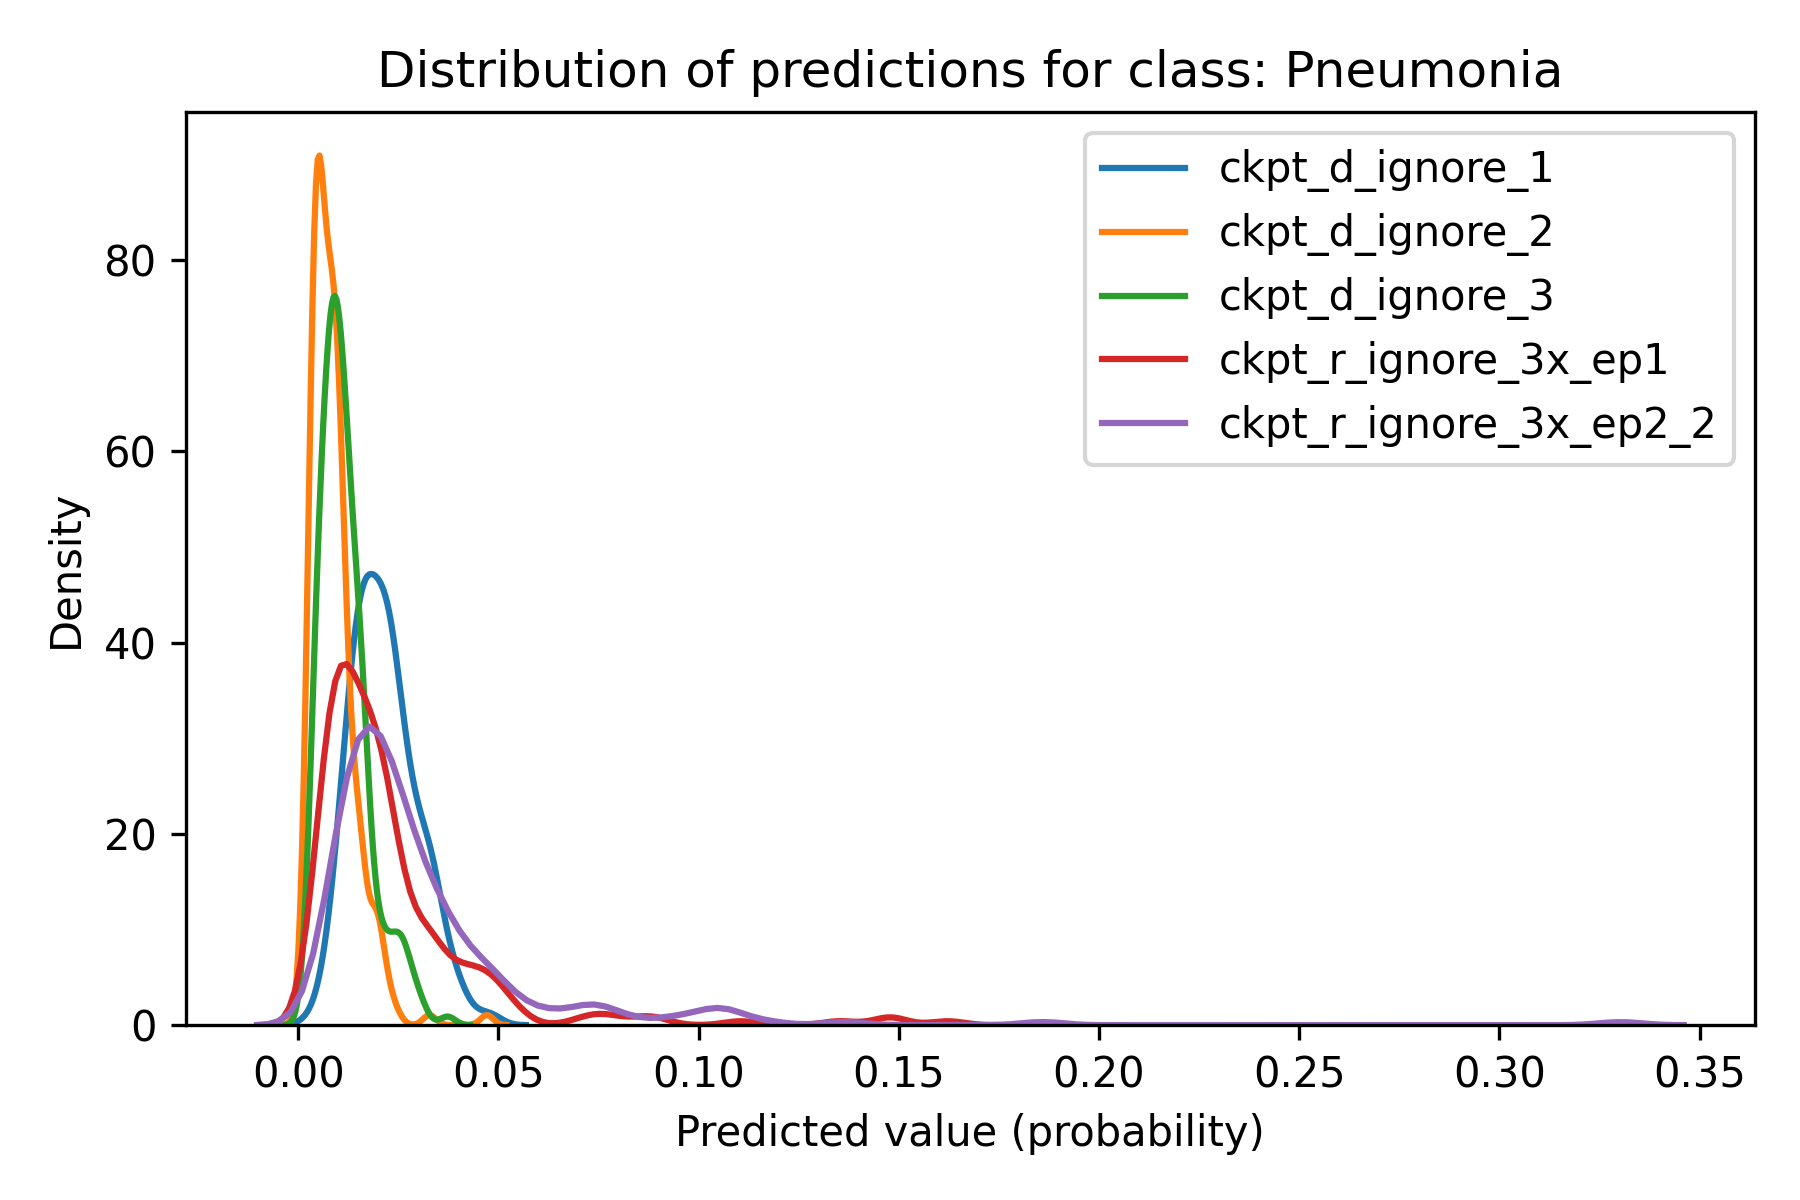 Distribution of predictions for class: Pneumonia
ckpt_d_ignore_1
ckpt_d_ignore_2
ckpt_d_ignore_3
ckpt_r_ignore_3x_ep1
ckpt_r_ignore_3x_ep2_2
Density
80
60
40
20
0
0.00 0.05 0.10 0.15 0.20 0.25 0.30 0.35
Predicted value (probability)